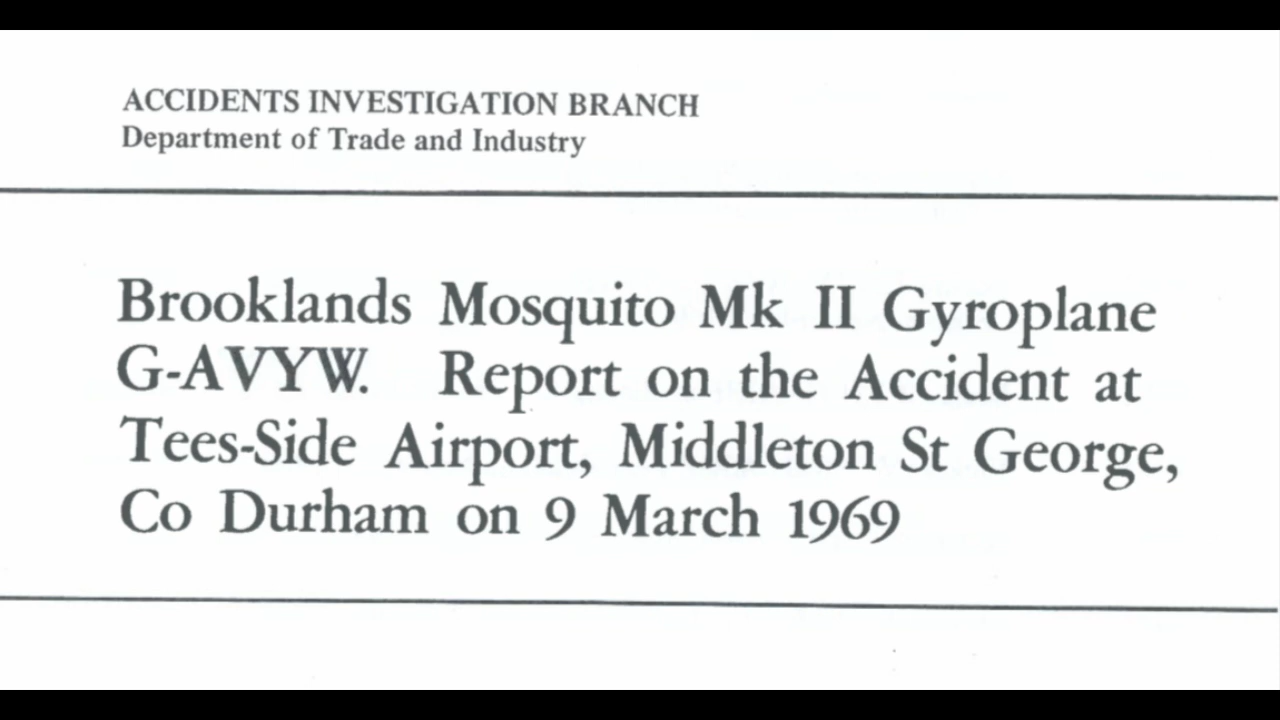 ACCIDENTS INVESTIGATION BRANCH
Department of Trade and Industry
Brooklands Mosquito Mk II Gyroplane
G-AVYW. Report on the Accident at
Tees-Side Airport, Middleton St George,
Co Durham on 9 March 1969